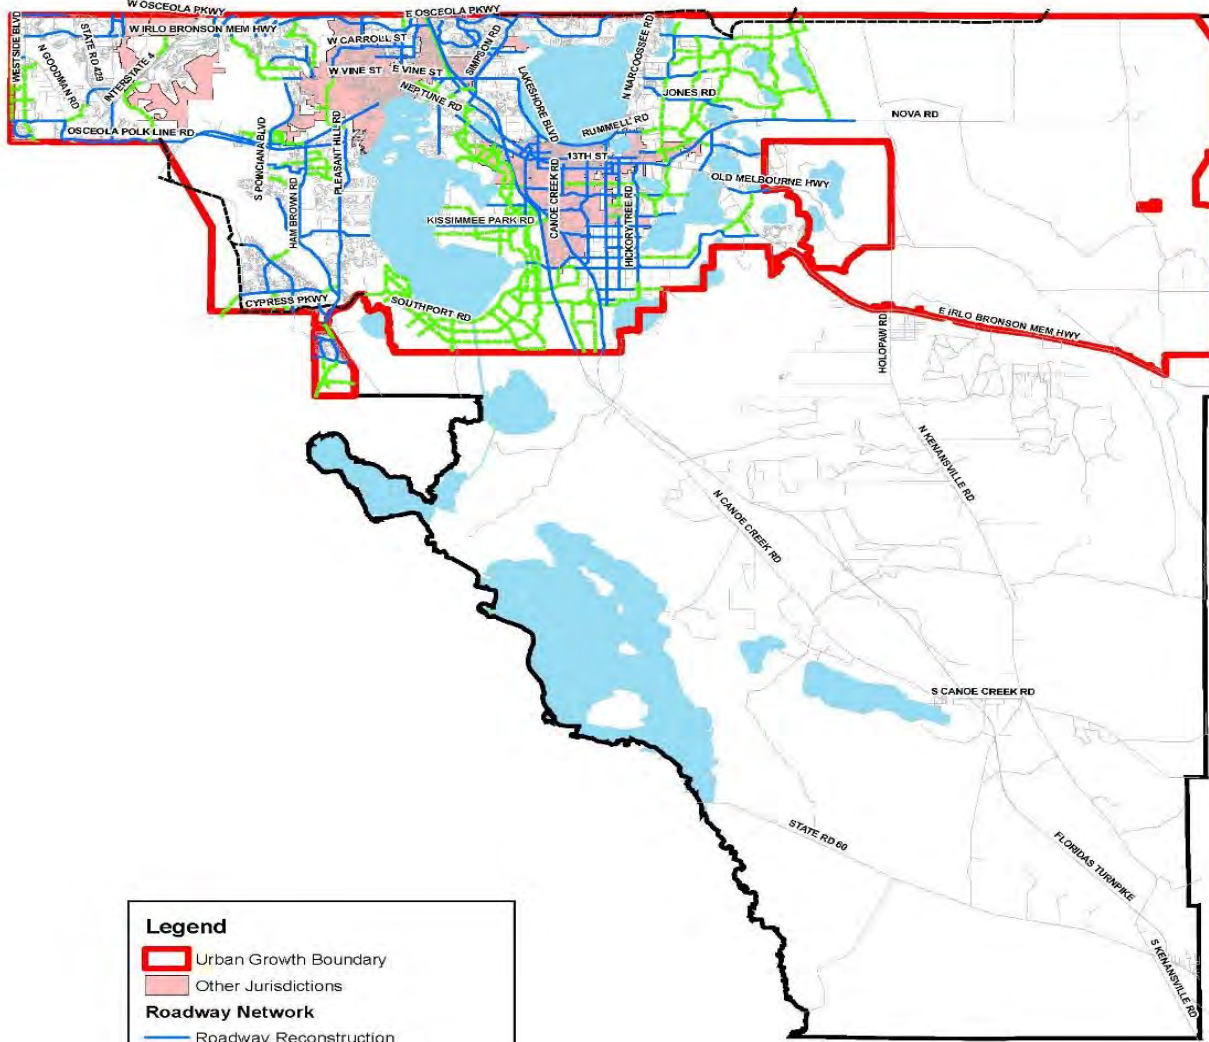 W OSCEOLA PKWY
E OSCEOLA PKWY
WESTSIDE BLVD
N GOODMAN RD
STATE RD 429
W IRLO BRONSON MEM HWY
INTERSTATE 4
W CARROLL ST
W VINE ST
E VINE ST
SIMPSON RD
NEPTUNE RD
LAKESHORE BLVD
N NARCOOSSEE RD
JONES RD
RUMMELL RD
NOVA RD
OSCEOLA POLK LINE RD
S POINCIANA BLVD
PLEASANT HILL RD
HAM BROWN RD
13TH ST
CANOE CREEK RD
HICKORY TREE RD
OLD MELBOURNE HWY
KISSIMMEE PARK RD
CYPRESS PKWY
SOUTHPORT RD
E IRLO BRONSON MEM HWY
HOLOPAW RD
N KENANSVILLE RD
N CANOE CREEK RD
S CANOE CREEK RD
STATE RD 60
FLORIDAS TURNPIKE
S KENANSVILLE RD
Legend
Urban Growth Boundary
Other Jurisdictions
Roadway Network
Roadway Reconstruction